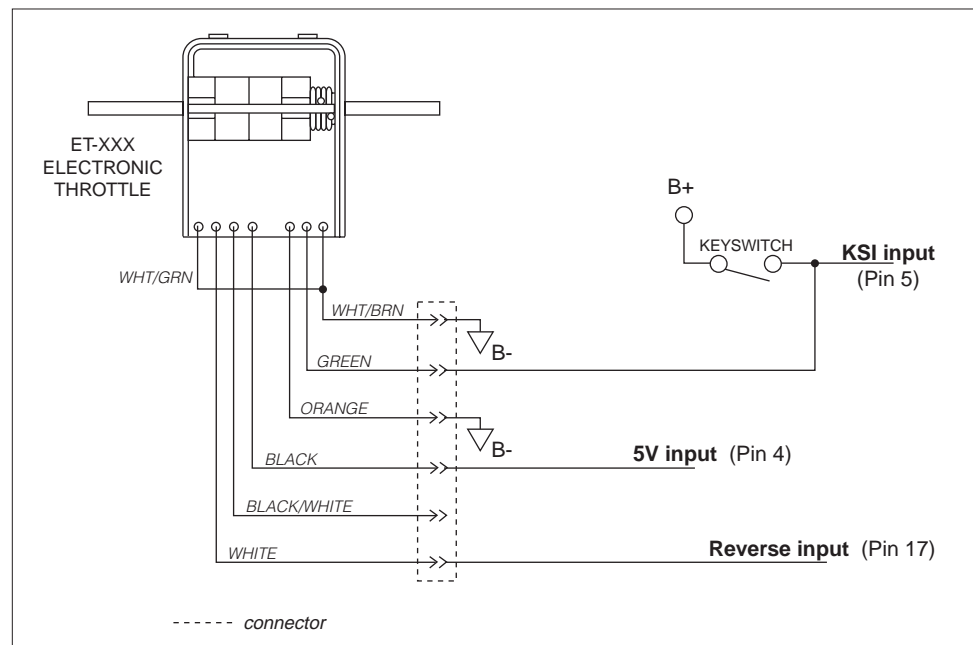 ET-XXX
ELECTRONIC
THROTTLE
B+
KEYSWITCH
KSI input
(Pin 5)
WHT/GRN
WHT/BRN
B-
GREEN
ORANGE
B-
BLACK
5V input (Pin 4)
BLACK/WHITE
WHITE
Reverse input (Pin 17)
connector